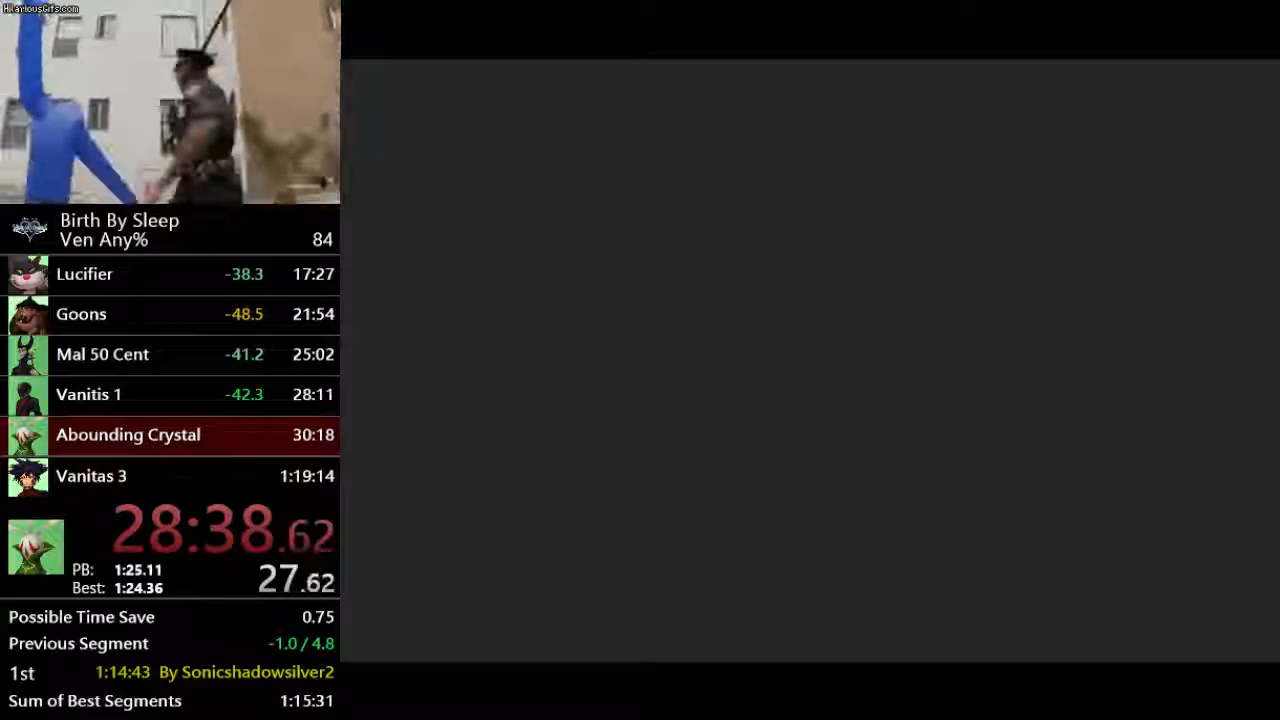 HilariousGifs.com
Birth By Sleep
Ven Any% 84
Lucifier -38.3 17:27
Goons -48.5 21:54
Mal 50 Cent -41.2 25:02
Vanitis 1 -42.3 28:11
Abounding Crystal 30:18
Vanitas 3 1:19:14
28:38.62
PB: 1:25.11
Best: 1:24.36
27.62
Possible Time Save 0.75
Previous Segment -1.0 / 4.8
1st 1:14:43 By Sonicshadowsilver2
Sum of Best Segments 1:15:31